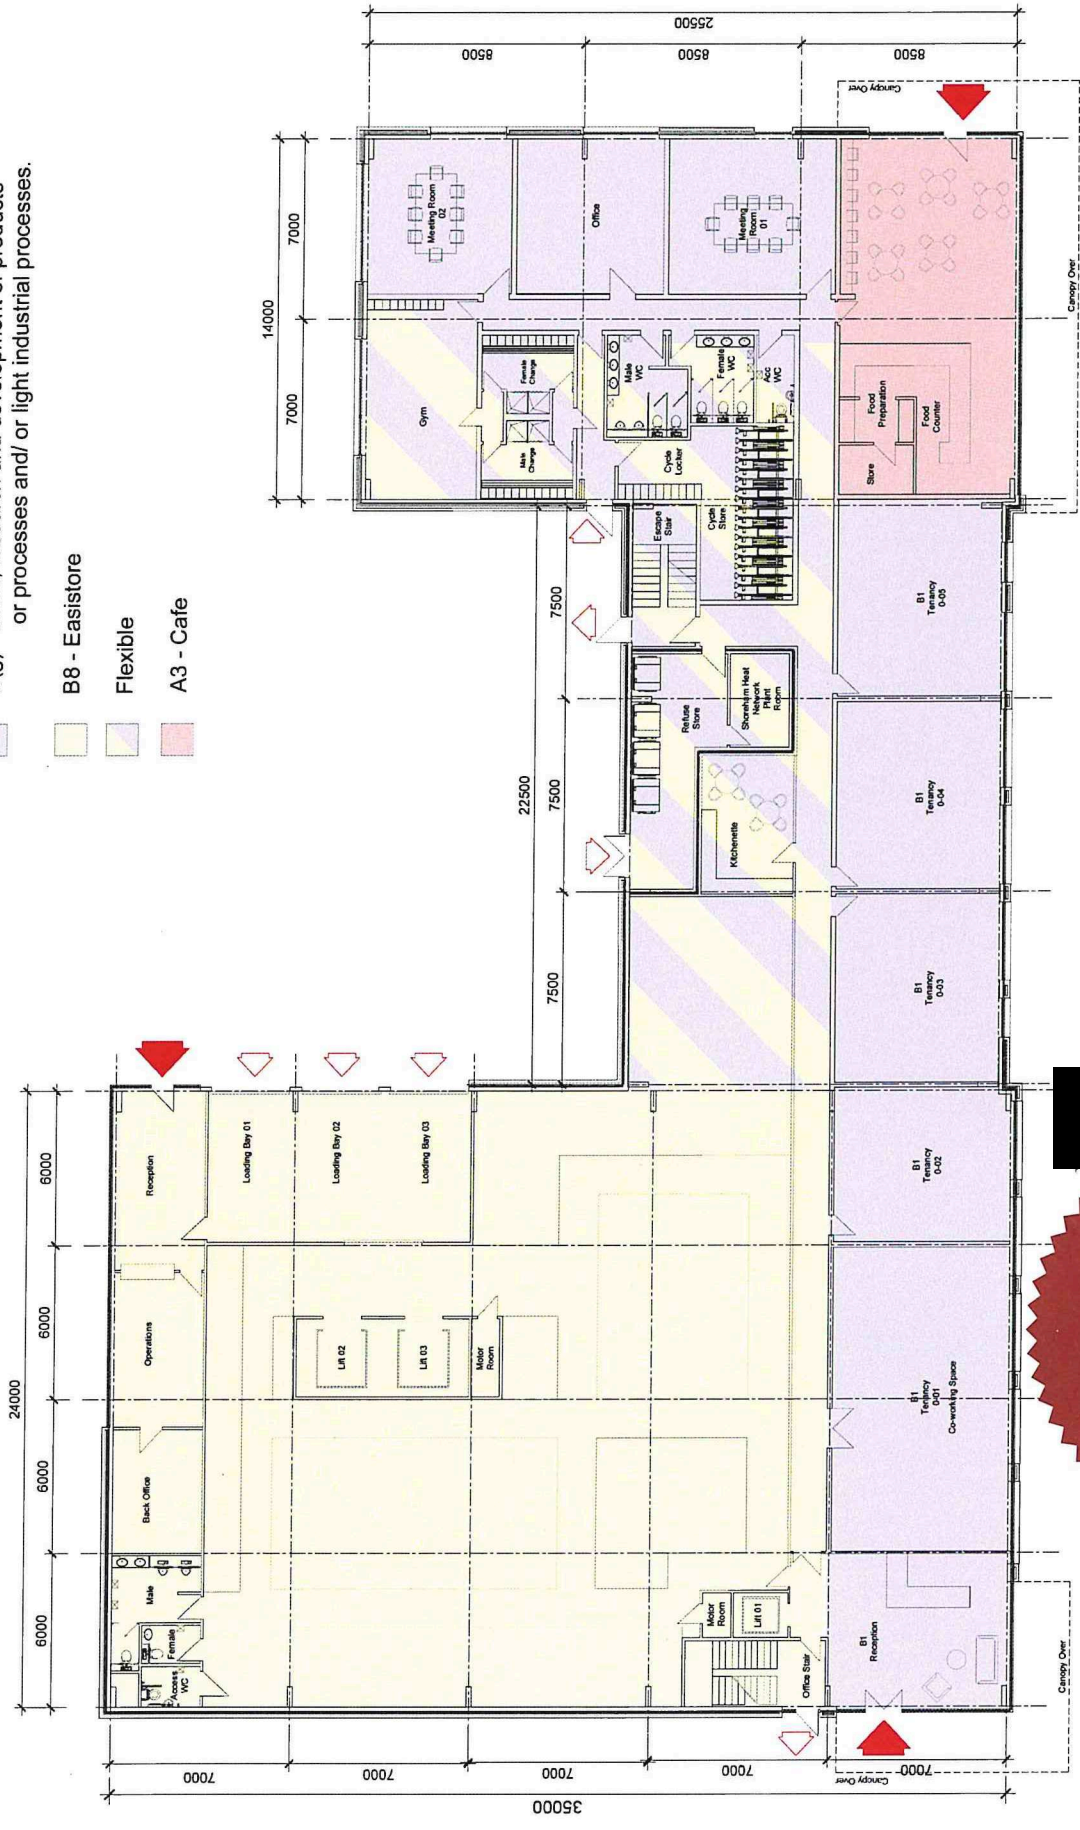 or processes and/ or light industrial processes.
B8 - Easistore
Flexible
A3 - Cafe
25500
8500
8500
8500
14000
7000
7000
22500
7500
7500
7500
24000
6000
6000
6000
6000
35000
7000
7000
7000
7000
7000
Canopy Over
Canopy Over
Canopy Over
Canopy Over
Meeting Room
02
Office
Meeting
Room
01
Gym
Female
Change
Male
Change
Male
WC
Female
WC
Acc
WC
Cycle
Locker
Cycle
Store
Escape
Stair
Food
Preparation
Food
Counter
Store
Refuse
Store
Shoreham Heat
Network
Plant
Room
Kitchenette
B1
Tenancy
0-05
B1
Tenancy
0-04
B1
Tenancy
0-03
B1
Tenancy
0-02
B1
Tenancy
0-01
Co-working Space
B1
Reception
Reception
Loading Bay 01
Loading Bay 02
Loading Bay 03
Operations
Back Office
Male
Female
Access
WC
Lift 02
Lift 03
Motor
Room
Motor
Room
Lift 01
Office Stair